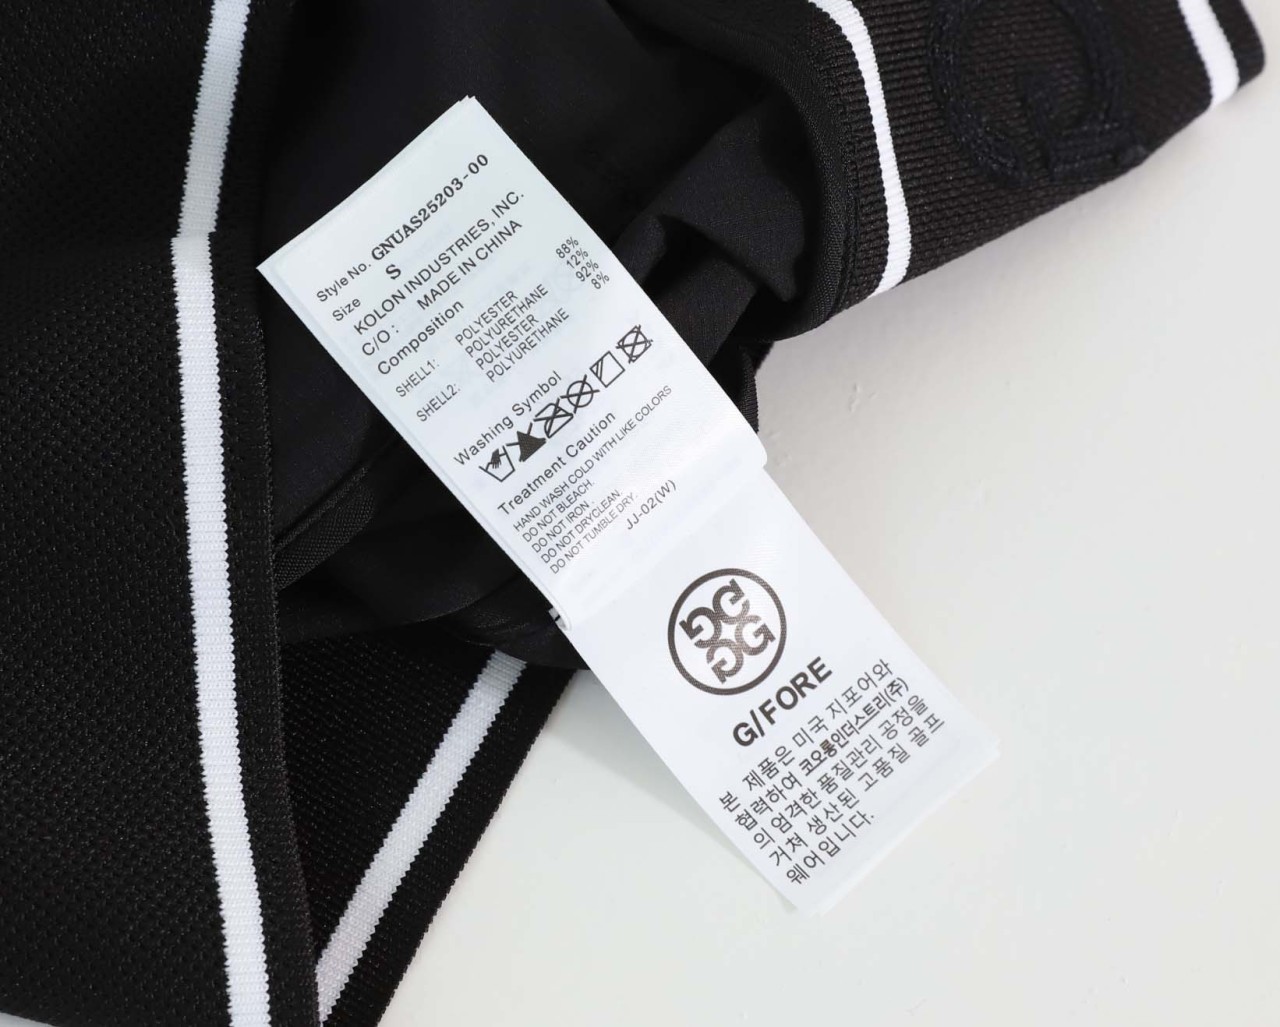 Style No. GNUAS25203-00
Size S
KOLON INDUSTRIES, INC.
C/O : MADE IN CHINA
Composition
SHELL1: POLYESTER 88%
POLYURETHANE 12%
SHELL2: POLYESTER 92%
POLYURETHANE 8%
Washing Symbol
Treatment Caution
HAND WASH COLD WITH LIKE COLORS
DO NOT BLEACH.
DO NOT IRON.
DO NOT DRYCLEAN.
DO NOT TUMBLE DRY.
JJ-02(W)
G/FORE
본 제품은 미국 지포어와
협력하여 코오롱인더스트리(주)
의 엄격한 품질관리 공정을
거쳐 생산된 고품질 골프
웨어입니다.